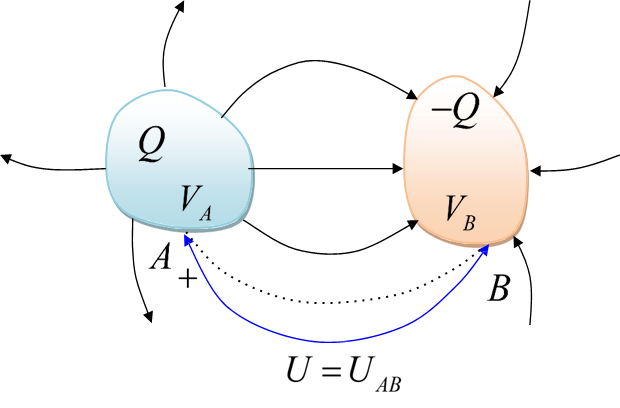 Q
-Q
V_A
V_B
A
+
B
U = U_AB